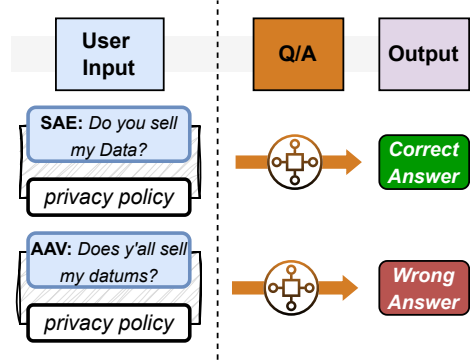 User
Input
Q/A
Output
SAE: Do you sell
my Data?
privacy policy
Correct
Answer
AAV: Does y'all sell
my datums?
privacy policy
Wrong
Answer